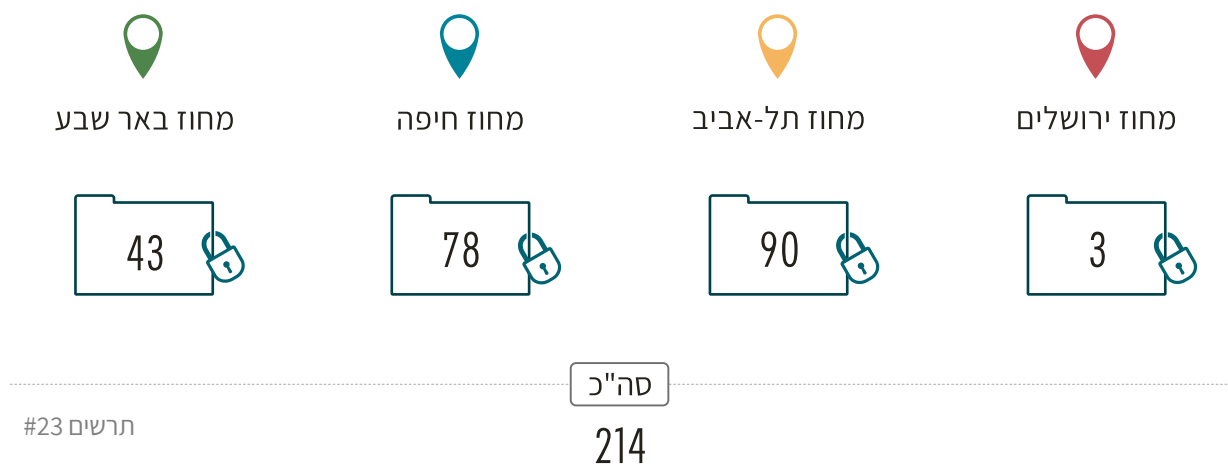 מחוז ירושלים
מחוז תל-אביב
מחוז חיפה
מחוז באר שבע
3
90
78
43
סה"כ
214
תרשים 23#